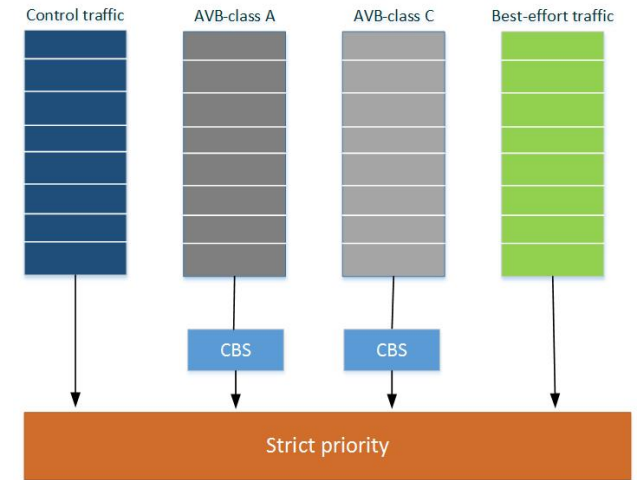 Control traffic
AVB-class A
AVB-class C
Best-effort traffic
CBS
CBS
Strict priority